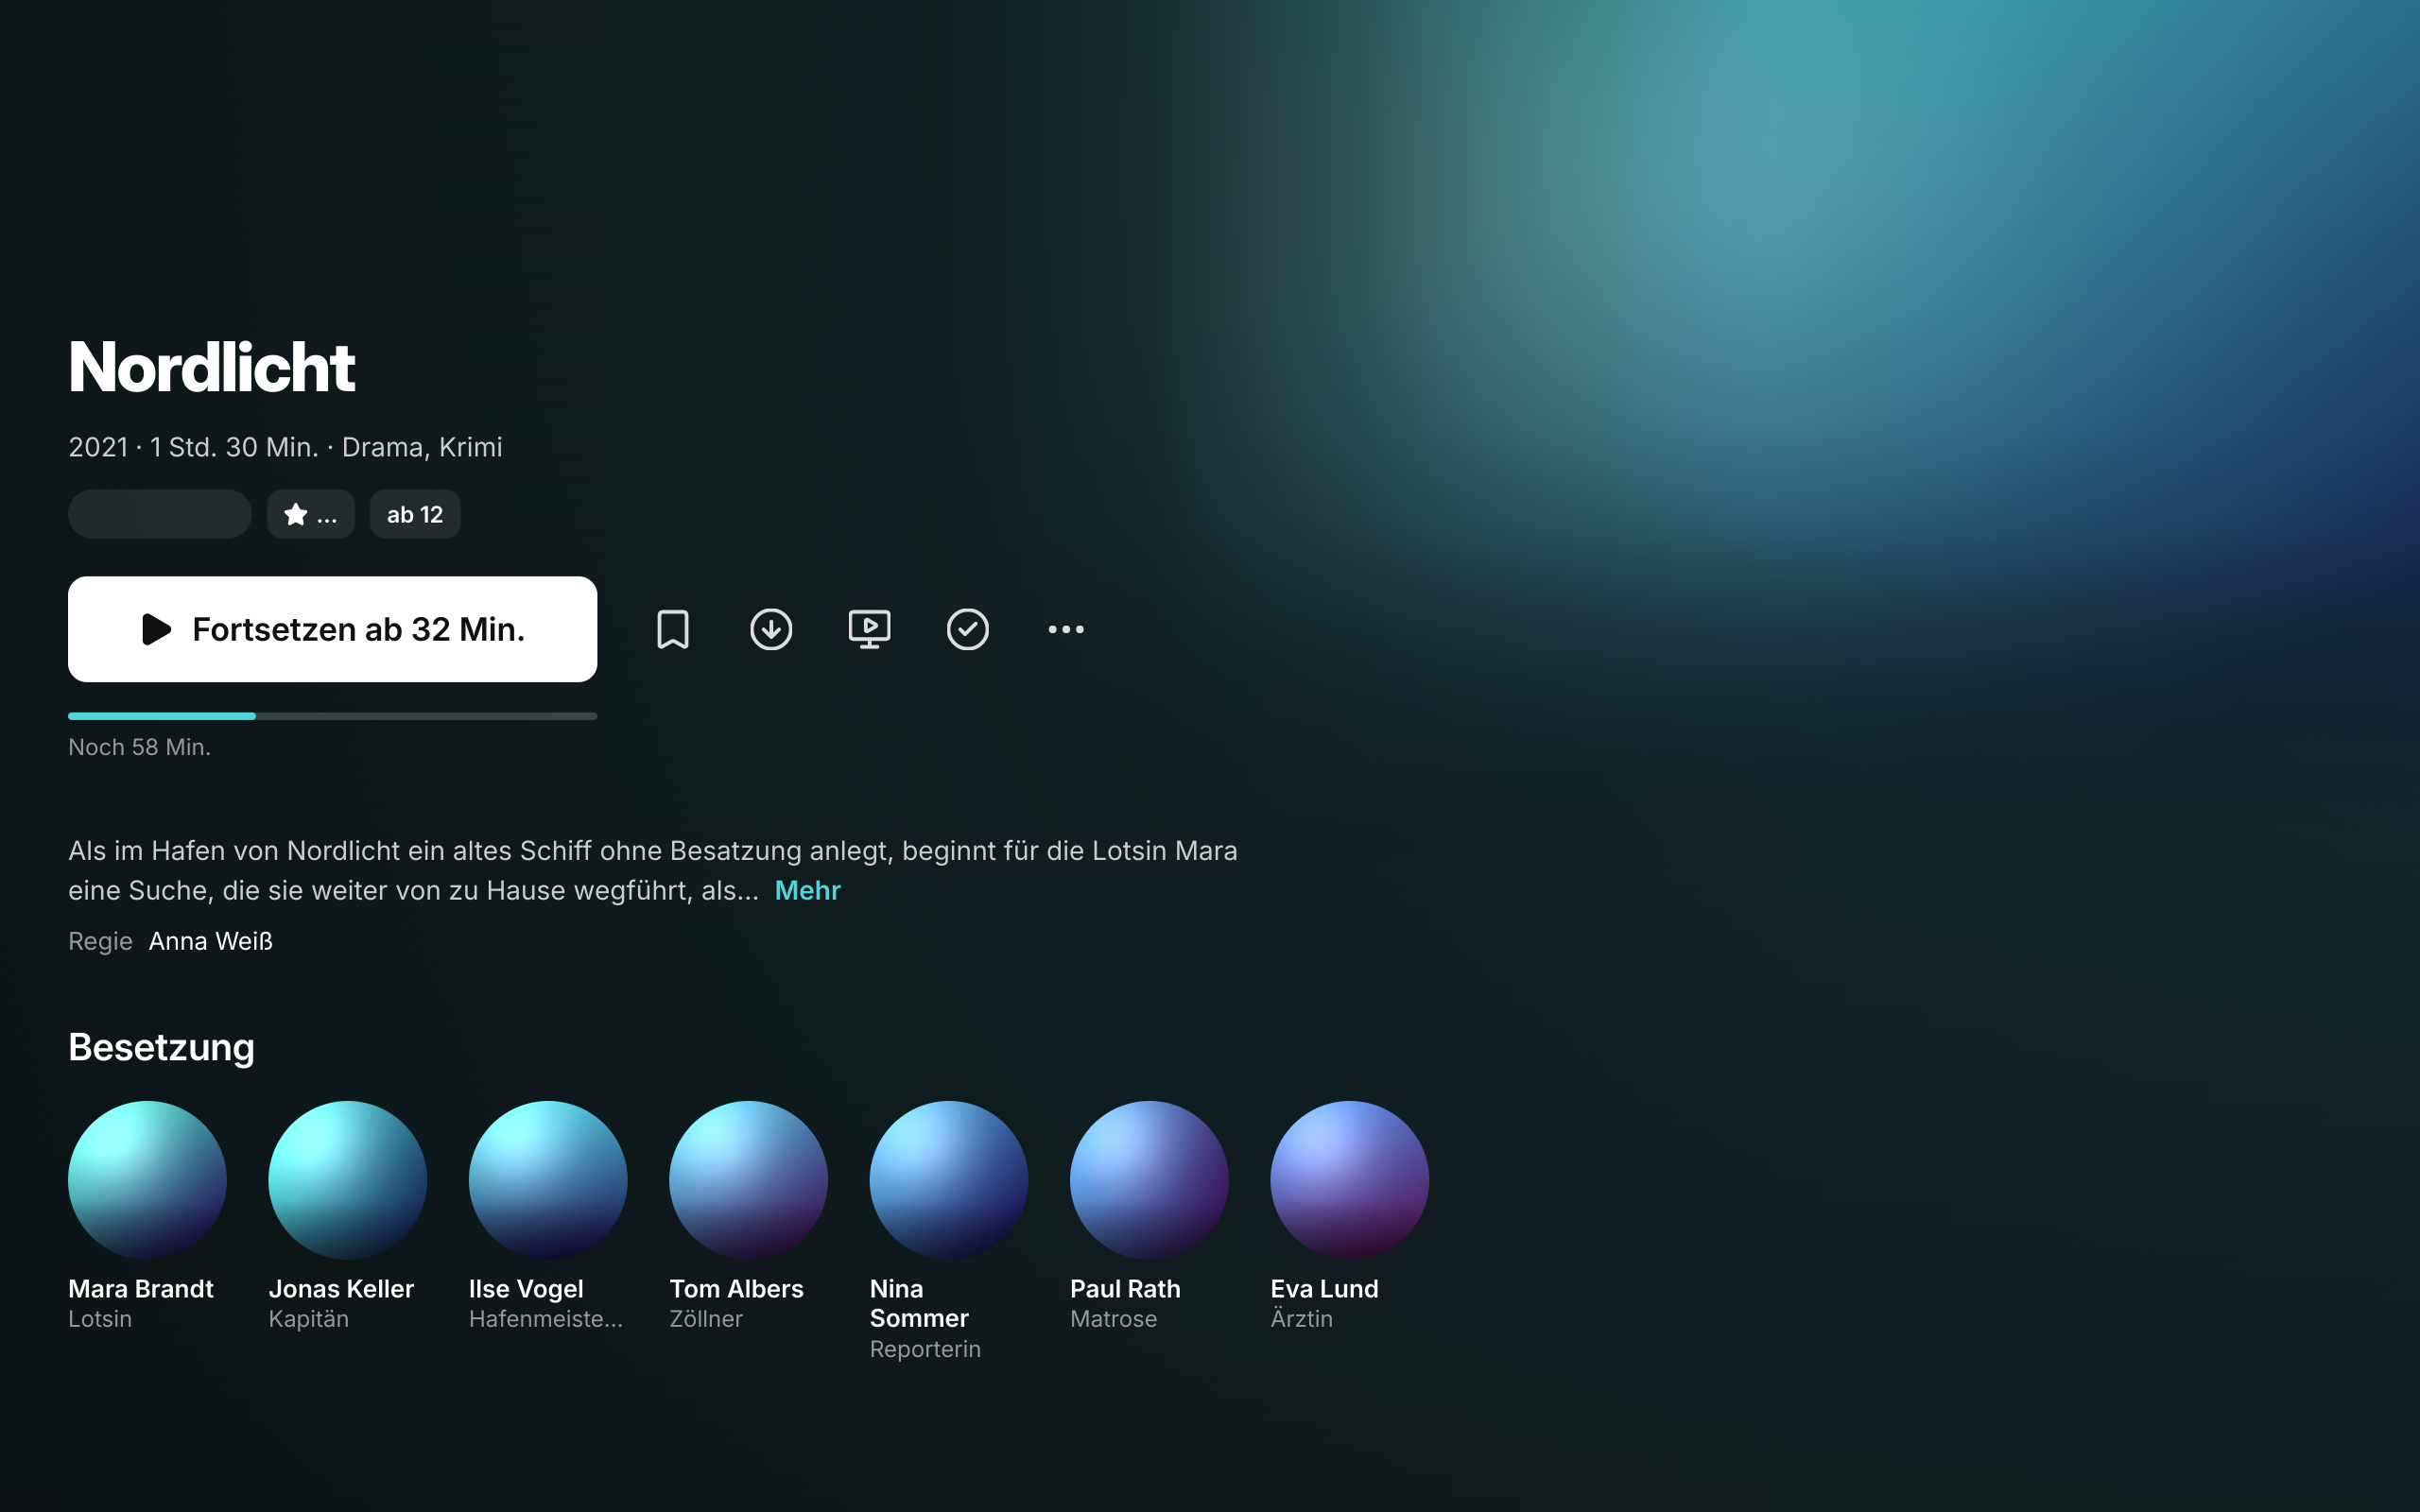 Nordlicht
2021 · 1 Std. 30 Min. · Drama, Krimi
... ab 12
Fortsetzen ab 32 Min.
Noch 58 Min.
Als im Hafen von Nordlicht ein altes Schiff ohne Besatzung anlegt, beginnt für die Lotsin Mara
eine Suche, die sie weiter von zu Hause wegführt, als... Mehr
Regie Anna Weiß
Besetzung
Mara Brandt
Lotsin
Jonas Keller
Kapitän
Ilse Vogel
Hafenmeiste...
Tom Albers
Zöllner
Nina
Sommer
Reporterin
Paul Rath
Matrose
Eva Lund
Ärztin